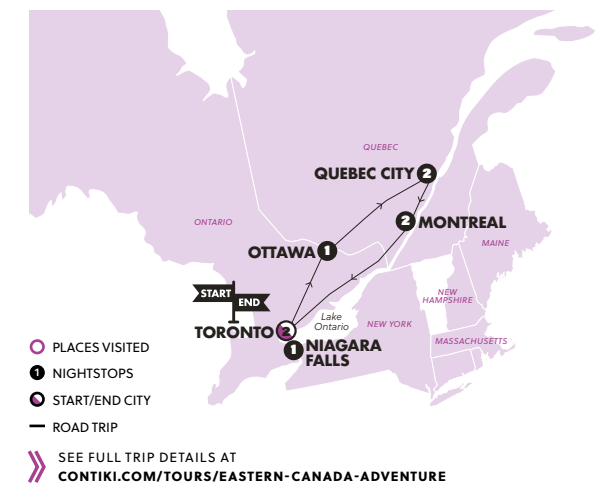 QUEBEC
QUEBEC CITY 2
ONTARIO
2 MONTREAL
MAINE
OTTAWA 1
START
END
NEW
HAMPSHIRE
Lake
Ontario
NEW YORK
TORONTO 2
MASSACHUSETTS
1 NIAGARA
FALLS
PLACES VISITED
1 NIGHTSTOPS
START/END CITY
ROAD TRIP
SEE FULL TRIP DETAILS AT
CONTIKI.COM/TOURS/EASTERN-CANADA-ADVENTURE